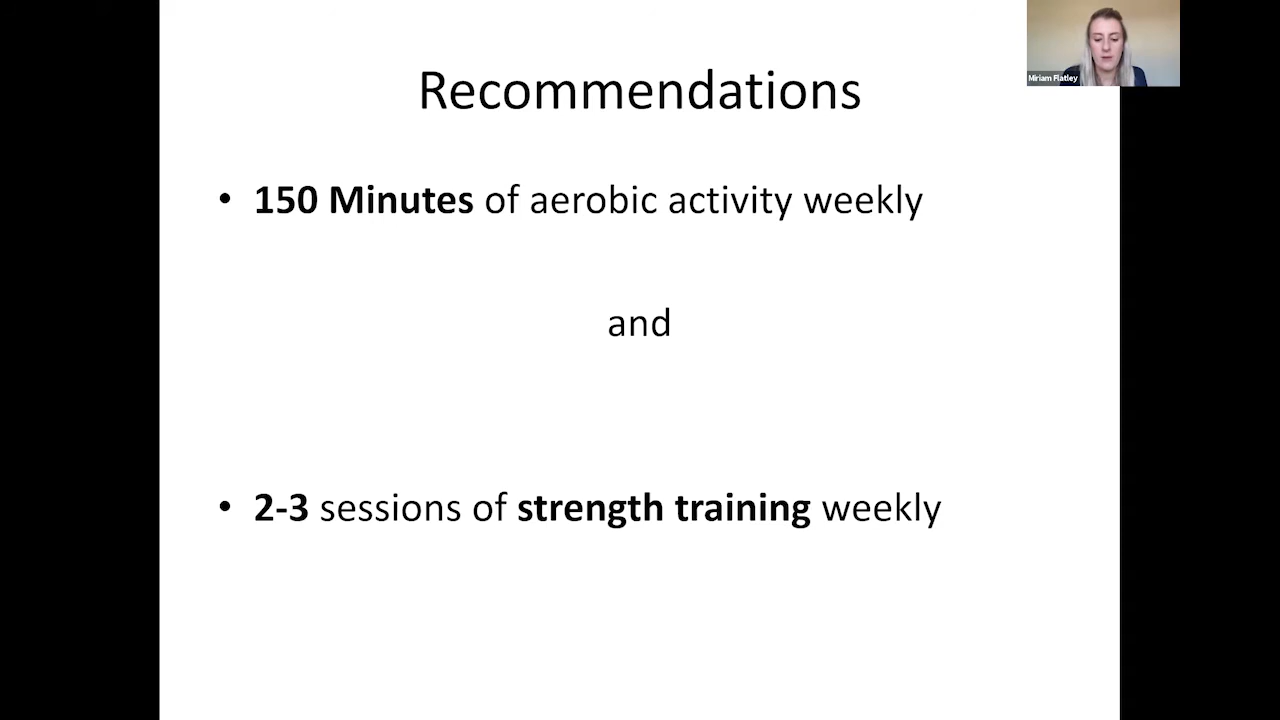 Recommendations
Miriam Flatley
• 150 Minutes of aerobic activity weekly
and
• 2-3 sessions of strength training weekly